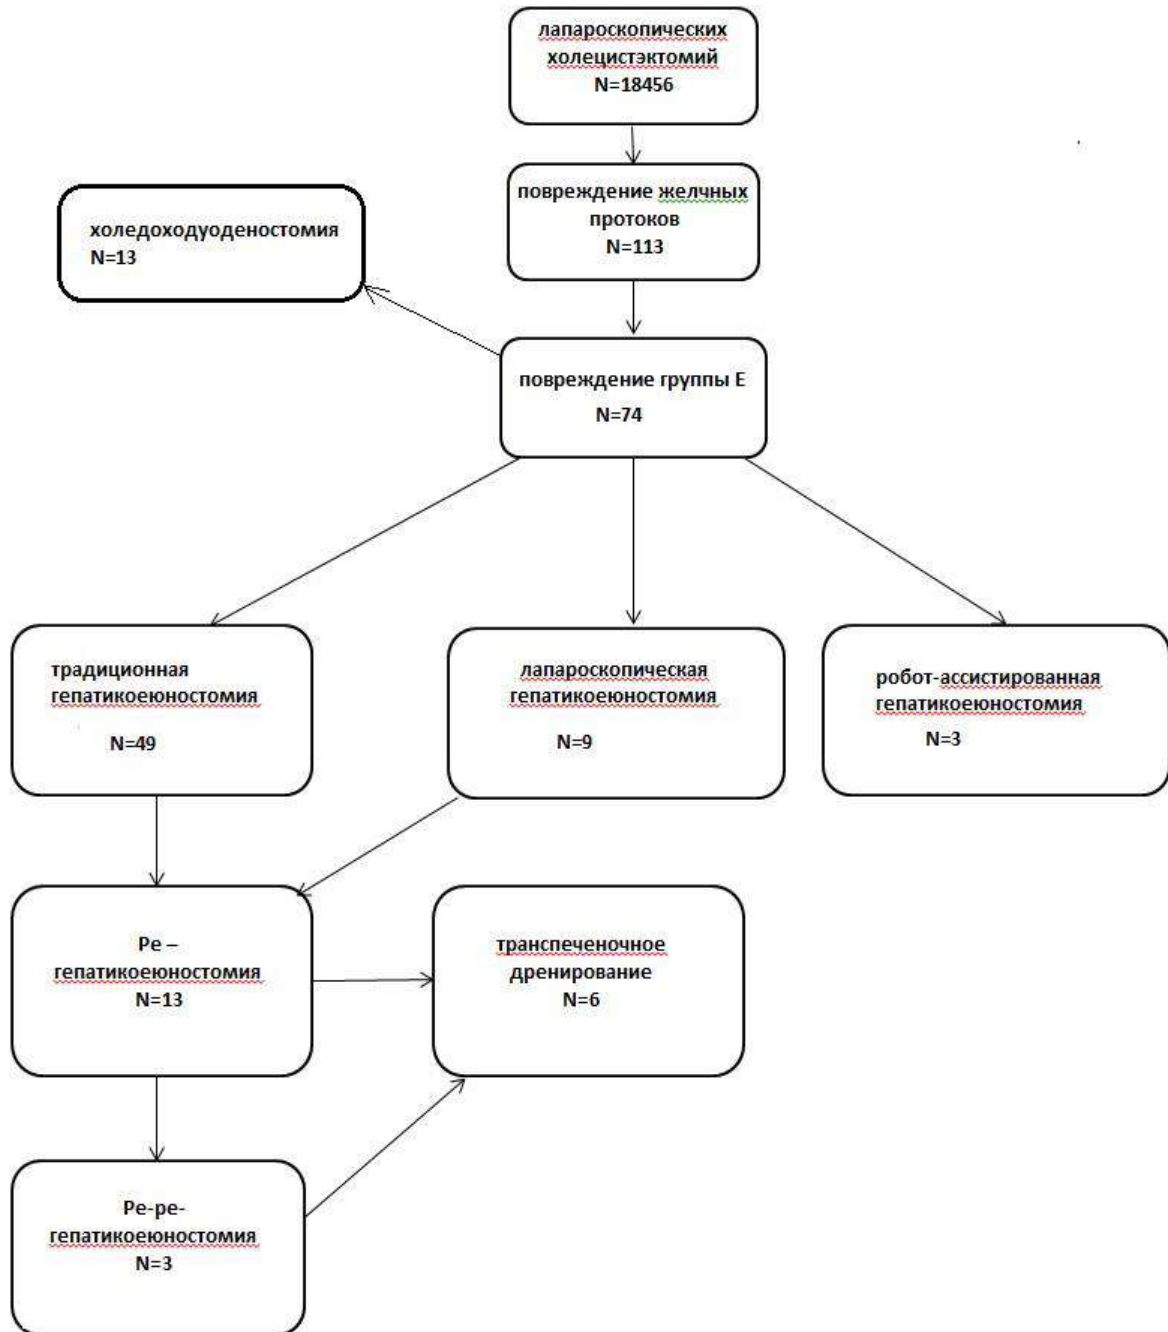 лапароскопических
холецистэктомий
N=18456
повреждение желчных
протоков
N=113
холедоходуоденостомия
N=13
повреждение группы Е
N=74
традиционная
гепатикоеюностомия
N=49
лапароскопическая
гепатикоеюностомия
N=9
робот-ассистированная
гепатикоеюностомия
N=3
Ре –
гепатикоеюностомия
N=13
транспеченочное
дренирование
N=6
Ре-ре-
гепатикоеюностомия
N=3